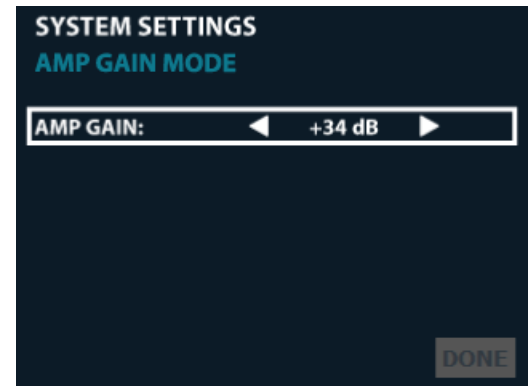 SYSTEM SETTINGS
AMP GAIN MODE
AMP GAIN: +34 dB
DONE